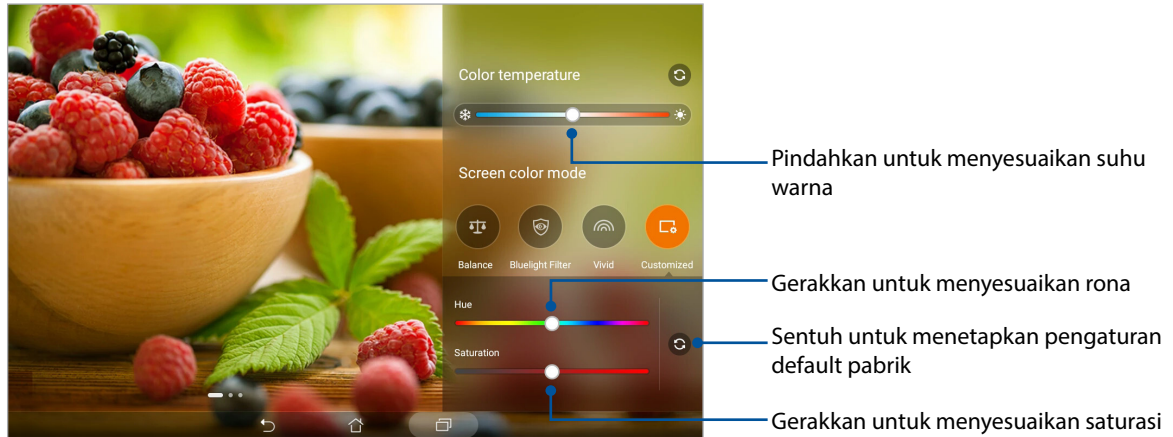 Color temperature
Screen color mode
Balance
Bluelight Filter
Vivid
Customized
Hue
Saturation
Pindahkan untuk menyesuaikan suhu
warna
Gerakkan untuk menyesuaikan rona
Sentuh untuk menetapkan pengaturan
default pabrik
Gerakkan untuk menyesuaikan saturasi